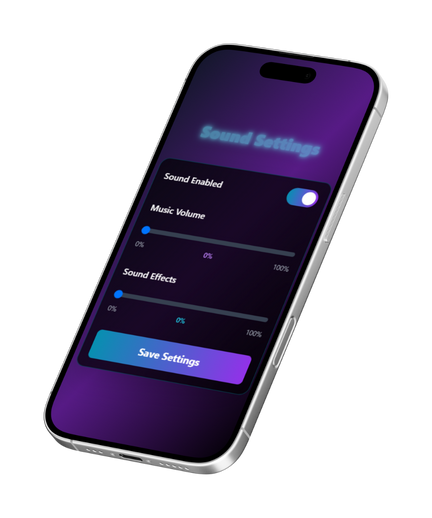 Sound Settings
Sound Enabled
Music Volume
0% 0% 100%
Sound Effects
0% 0% 100%
Save Settings